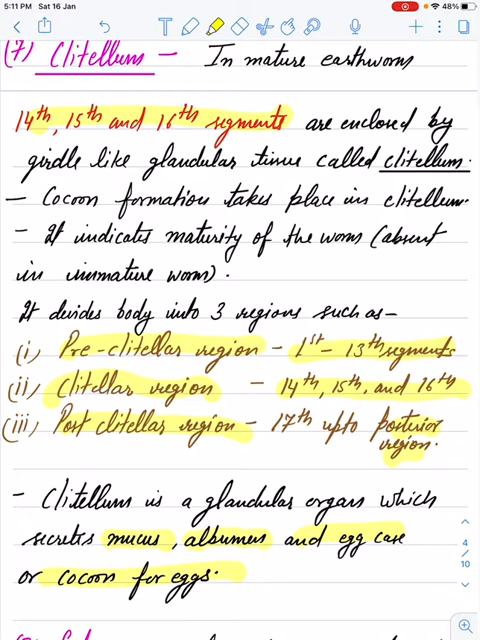 5:11 PM Sat 16 Jan
48%
(7) Clitellum – In mature earthworm
14th, 15th and 16th segments are enclosed by
girdle like glandular tissue called clitellum.
– Cocoon formation takes place in clitellum.
– It indicates maturity of the worm (absent
in immature worm).
It divides body into 3 regions such as–
(i) Pre-clitellar region – 1st – 13th segments
(ii) Clitellar region – 14th, 15th, and 16th
(iii) Post clitellar region – 17th upto posterior
region.
– Clitellum is a glandular organs which
secretes mucus, albumen and egg case
or cocoon for eggs.
4
/
10